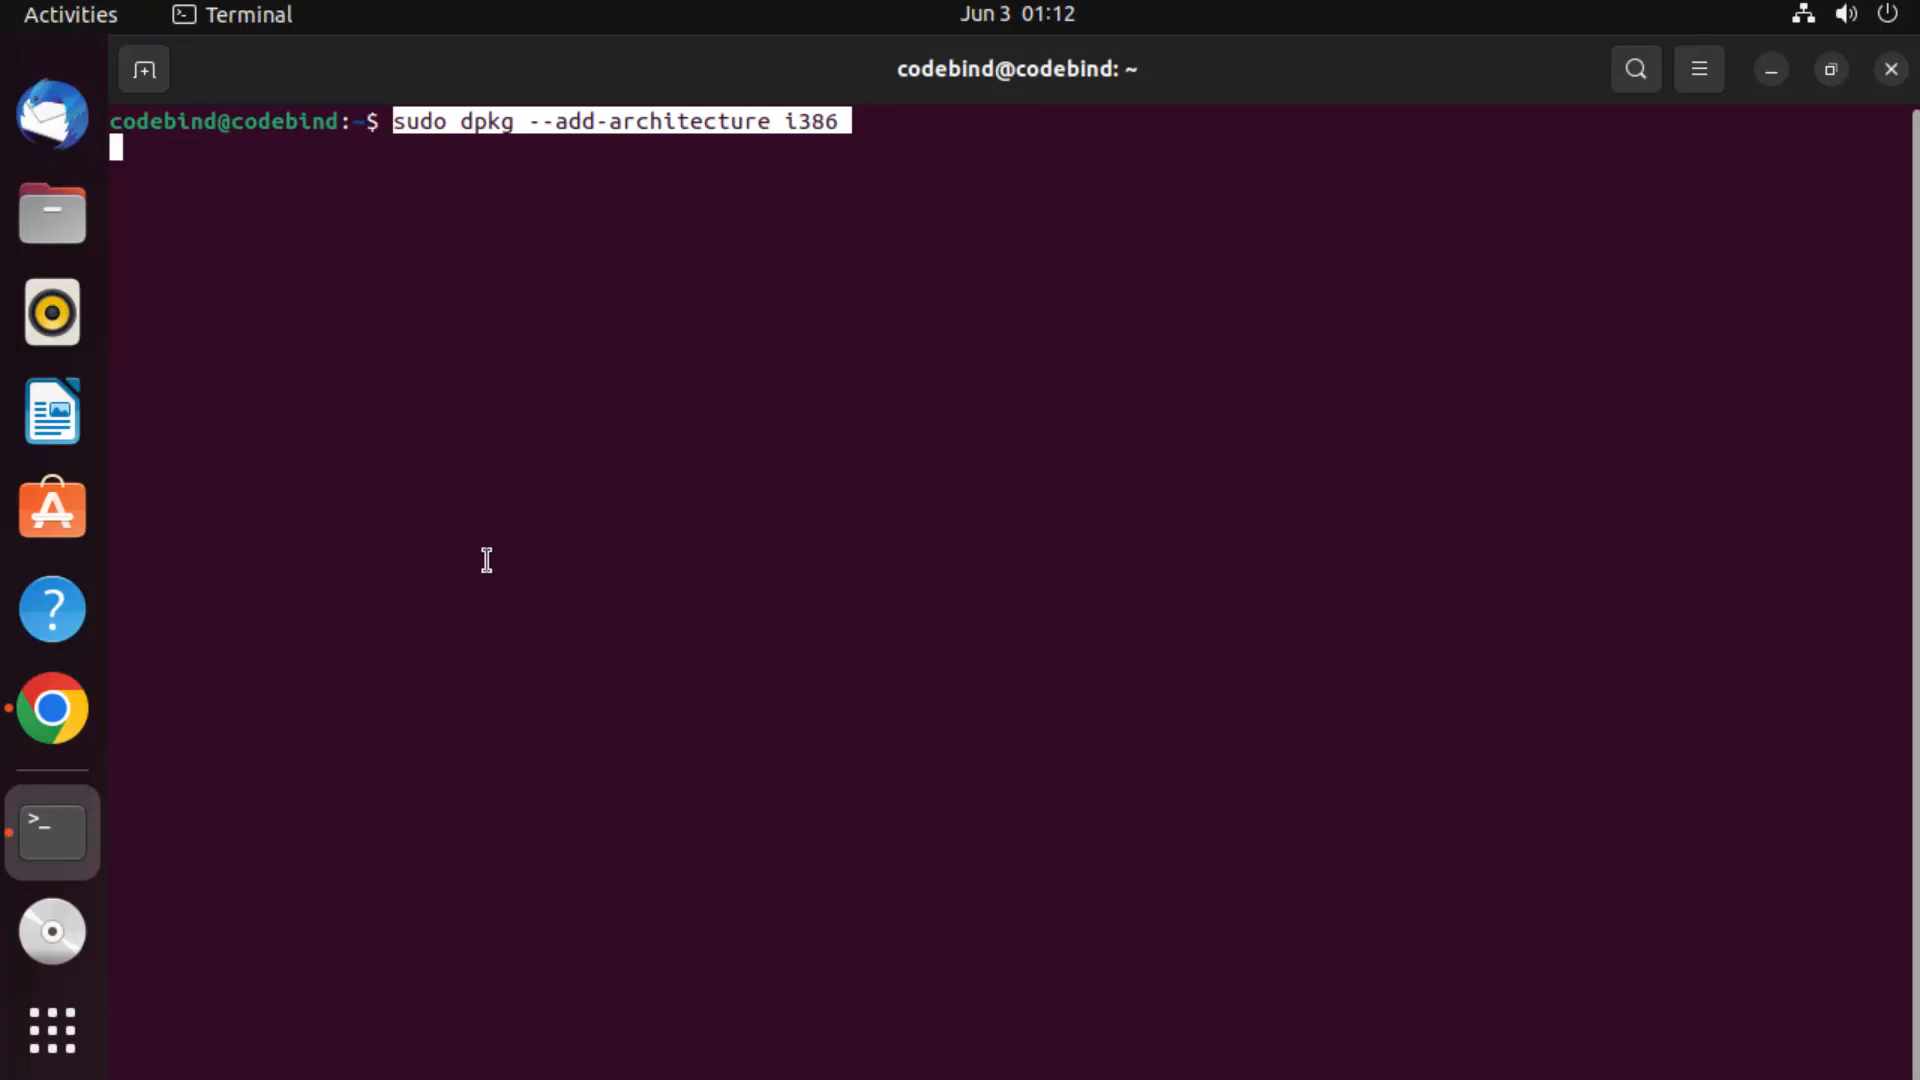 Activities Terminal Jun 3 01:12
codebind@codebind: ~
codebind@codebind:~$ sudo dpkg --add-architecture i386